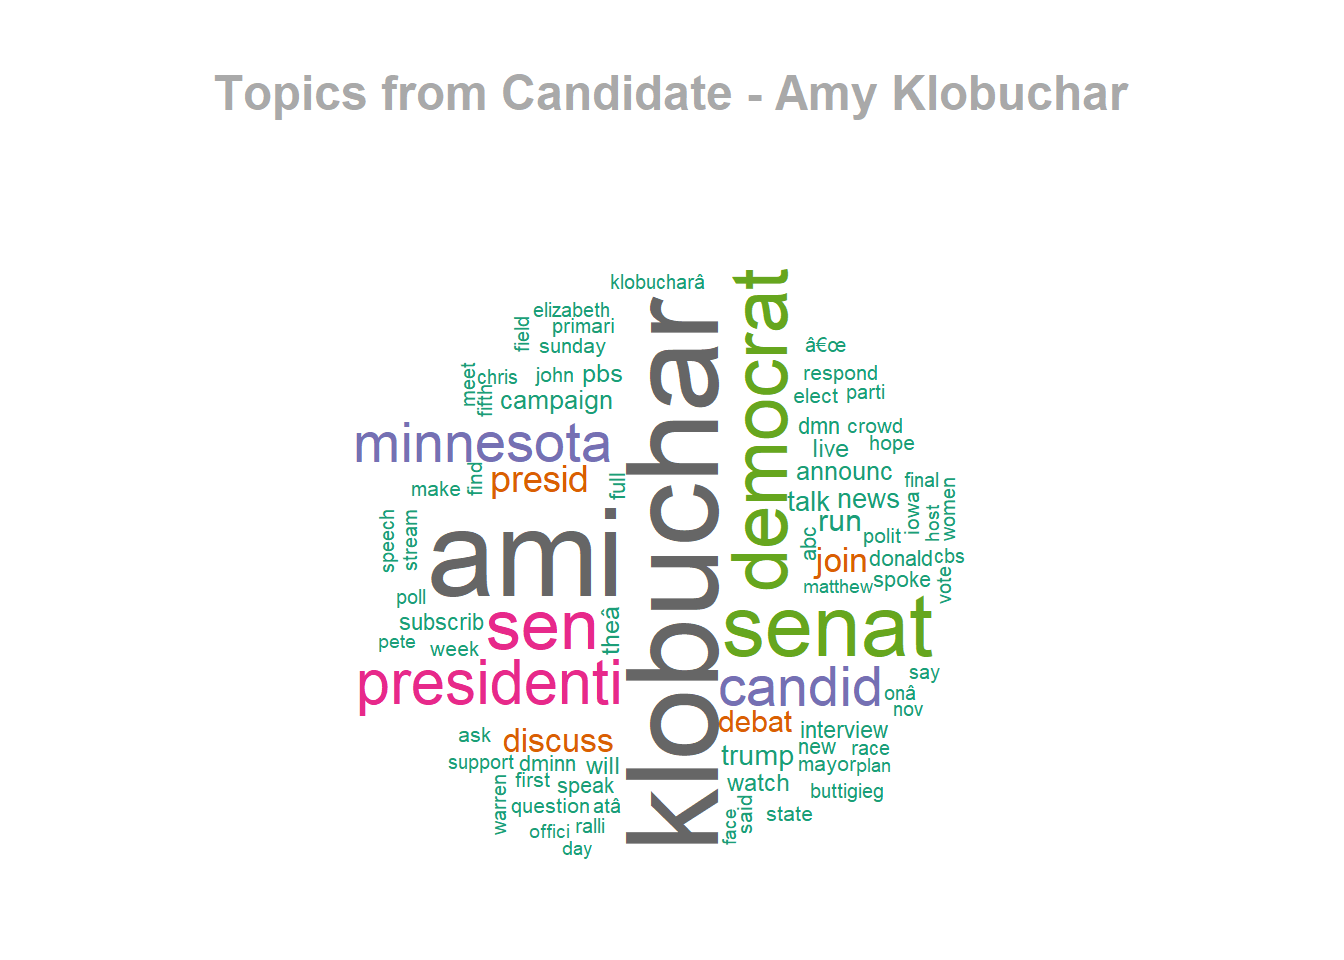 Topics from Candidate - Amy Klobuchar
klobucharâ
elizabeth
primari
field
sunday
democrat
klobuchar
â€œ
meet
chris
john
pbs
respond
fifth
campaign
elect
parti
minnesota
dmn
crowd
live
hope
find
presid
full
make
announc
final
talk
news
iowa
host
women
speech
stream
ami
run
polit
abc
join
donald
cbs
matthew
spoke
vote
poll
subscrib
sen
theâ
senat
pete
week
presidenti
candid
say
onâ
nov
ask
discuss
debat
interview
support
dminn
will
trump
new
race
mayor
plan
first
speak
watch
buttigieg
warren
question
atâ
said
state
offici
ralli
face
day